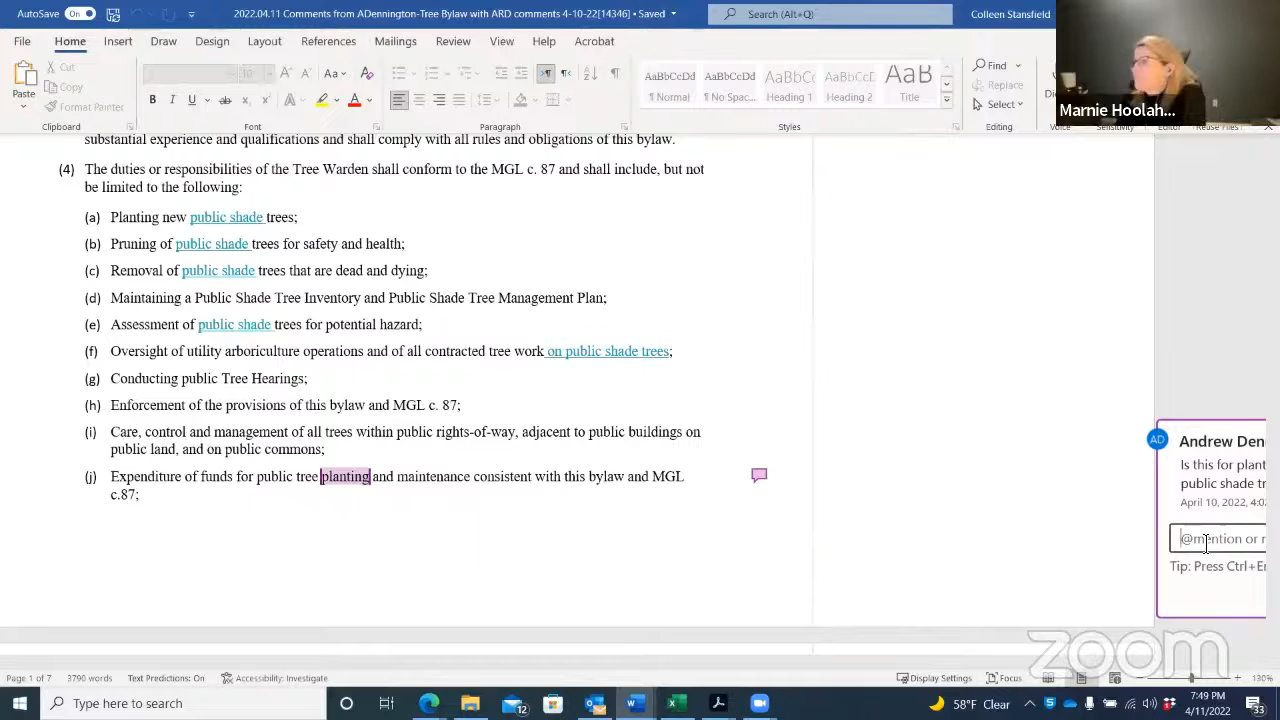 AutoSave Off 2022.04.11 Comments from ADennington-Tree Bylaw with ARD comments 4-10-22[14346] • Saved Search (Alt+Q) Colleen Stansfield
File Home Insert Draw Design Layout References Mailings Review View Help Acrobat
Paste Cut Copy Format Painter
Aa
B I U ab x A A
AaBbCcDd AaBbCcDd AaBbCcD AaBbCcD AaB
¶ Normal ¶ No Spac... Heading 1 Heading 2 Title
Find Replace Select
Clipboard Font Paragraph Styles Editing
Marnie Hoolah...
substantial experience and qualifications and shall comply with all rules and obligations of this bylaw.
(4) The duties or responsibilities of the Tree Warden shall conform to the MGL c. 87 and shall include, but not
be limited to the following:
(a) Planting new public shade trees;
(b) Pruning of public shade trees for safety and health;
(c) Removal of public shade trees that are dead and dying;
(d) Maintaining a Public Shade Tree Inventory and Public Shade Tree Management Plan;
(e) Assessment of public shade trees for potential hazard;
(f) Oversight of utility arboriculture operations and of all contracted tree work on public shade trees;
(g) Conducting public Tree Hearings;
(h) Enforcement of the provisions of this bylaw and MGL c. 87;
(i) Care, control and management of all trees within public rights-of-way, adjacent to public buildings on
public land, and on public commons;
(j) Expenditure of funds for public tree planting and maintenance consistent with this bylaw and MGL
c.87;
AD Andrew Den
Is this for plant
public shade tr
April 10, 2022, 4:0
@mention or r
Tip: Press Ctrl+E
zoom
Page 1 of 7 3790 words Text Predictions: On Accessibility: Investigate Display Settings Focus 130%
Type here to search 38°F Clear 7:49 PM
4/11/2022
33